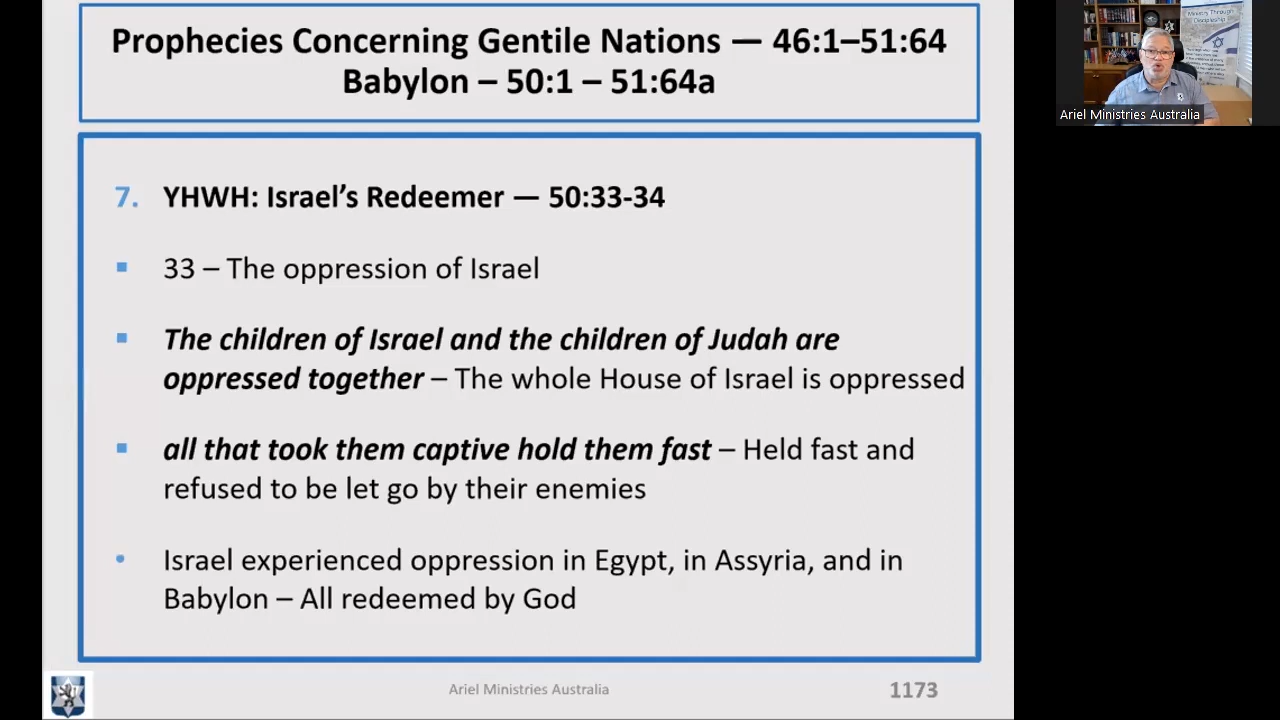 Prophecies Concerning Gentile Nations — 46:1–51:64
Babylon – 50:1 – 51:64a
7. YHWH: Israel’s Redeemer — 50:33-34
▪ 33 – The oppression of Israel
▪ The children of Israel and the children of Judah are
oppressed together – The whole House of Israel is oppressed
▪ all that took them captive hold them fast – Held fast and
refused to be let go by their enemies
• Israel experienced oppression in Egypt, in Assyria, and in
Babylon – All redeemed by God
Ariel Ministries Australia
1173
Ministry Through
Discipleship
Ariel Ministries Australia